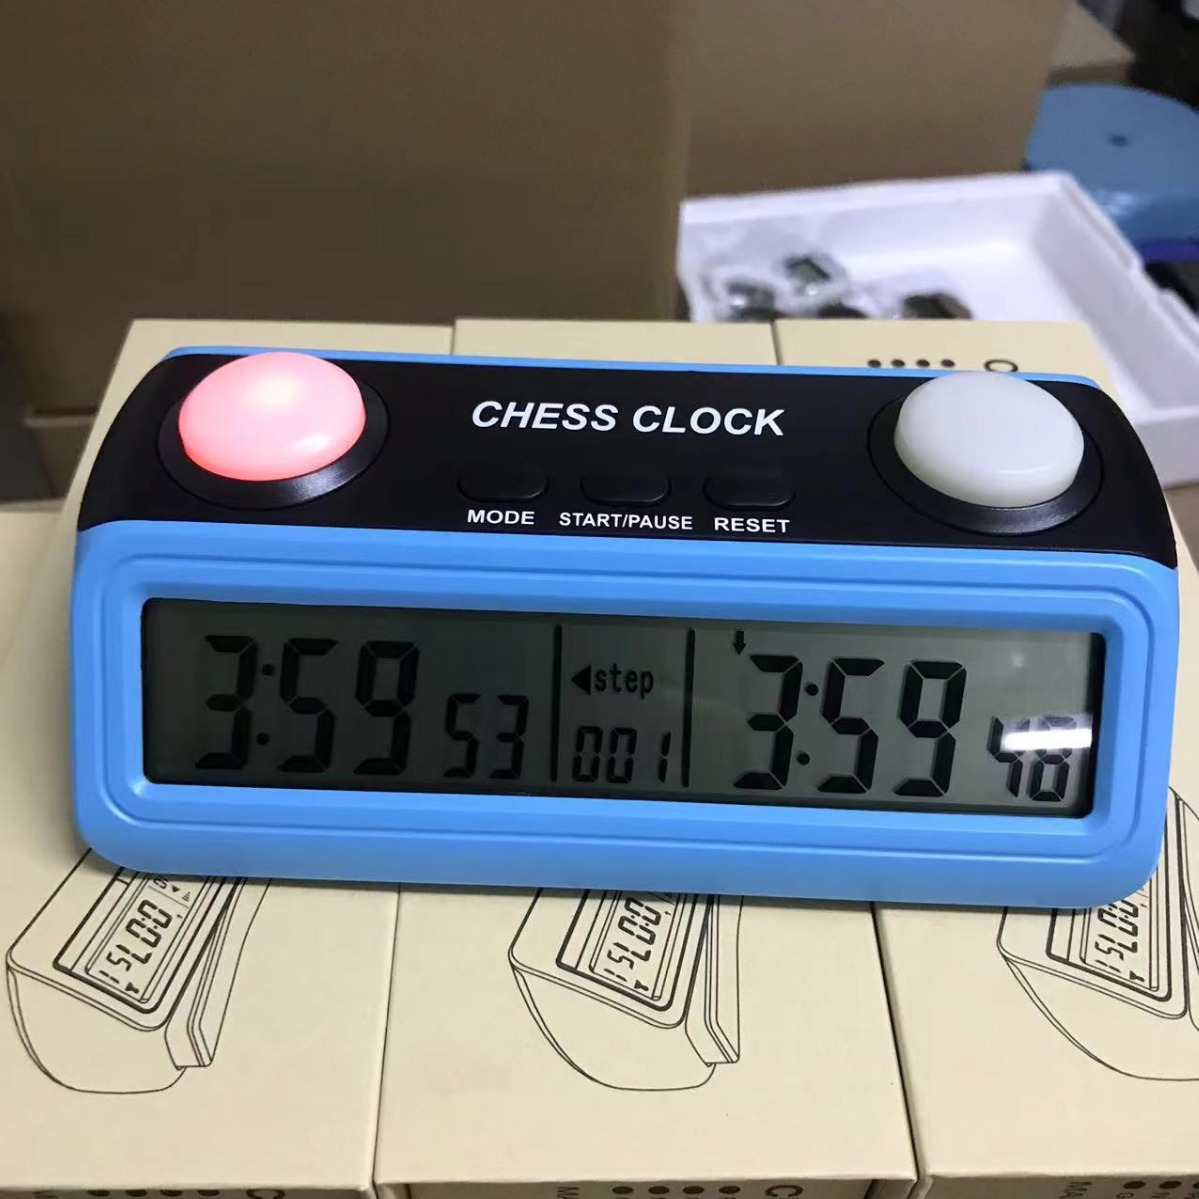 CHESS CLOCK
MODE START/PAUSE RESET
3:59 53 ◀step 3:59 48
001